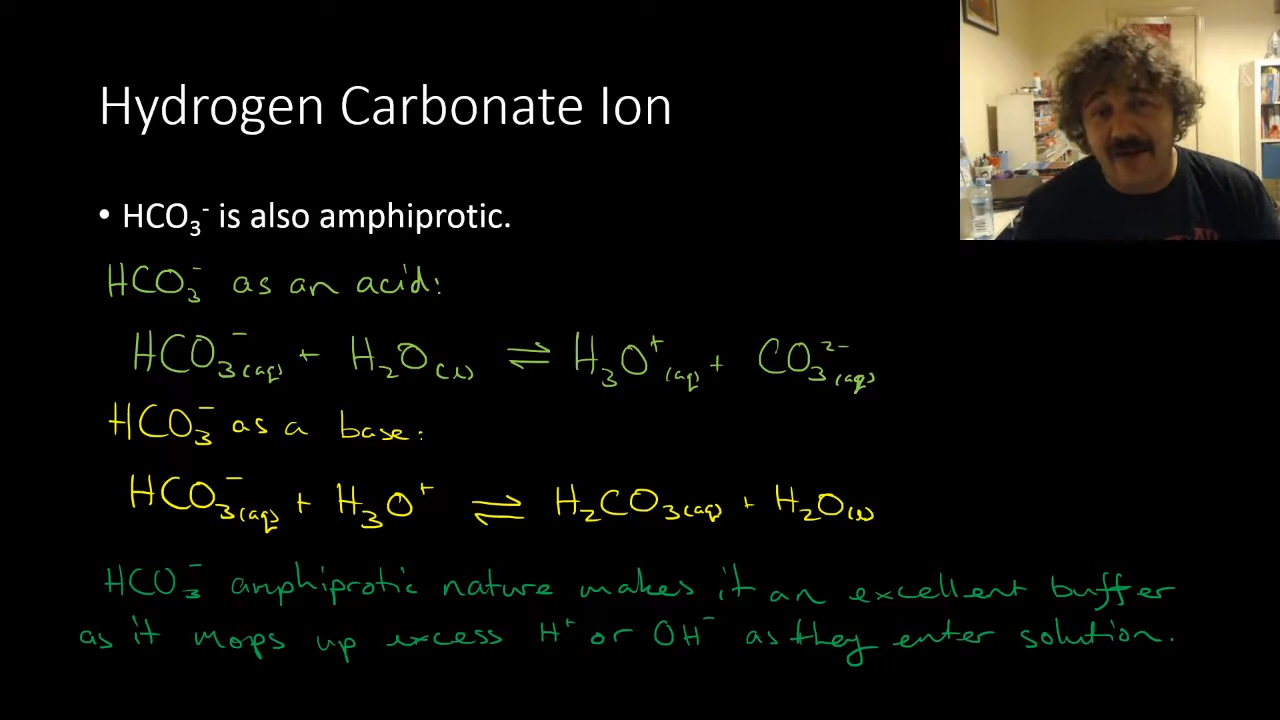 Hydrogen Carbonate Ion
• HCO₃⁻ is also amphiprotic.
HCO₃⁻ as an acid:
HCO₃⁻(aq) + H₂O(l) ⇌ H₃O⁺(aq) + CO₃²⁻(aq)
HCO₃⁻ as a base:
HCO₃⁻(aq) + H₃O⁺ ⇌ H₂CO₃(aq) + H₂O(l)
HCO₃⁻ amphiprotic nature makes it an excellent buffer
as it mops up excess H⁺ or OH⁻ as they enter solution.